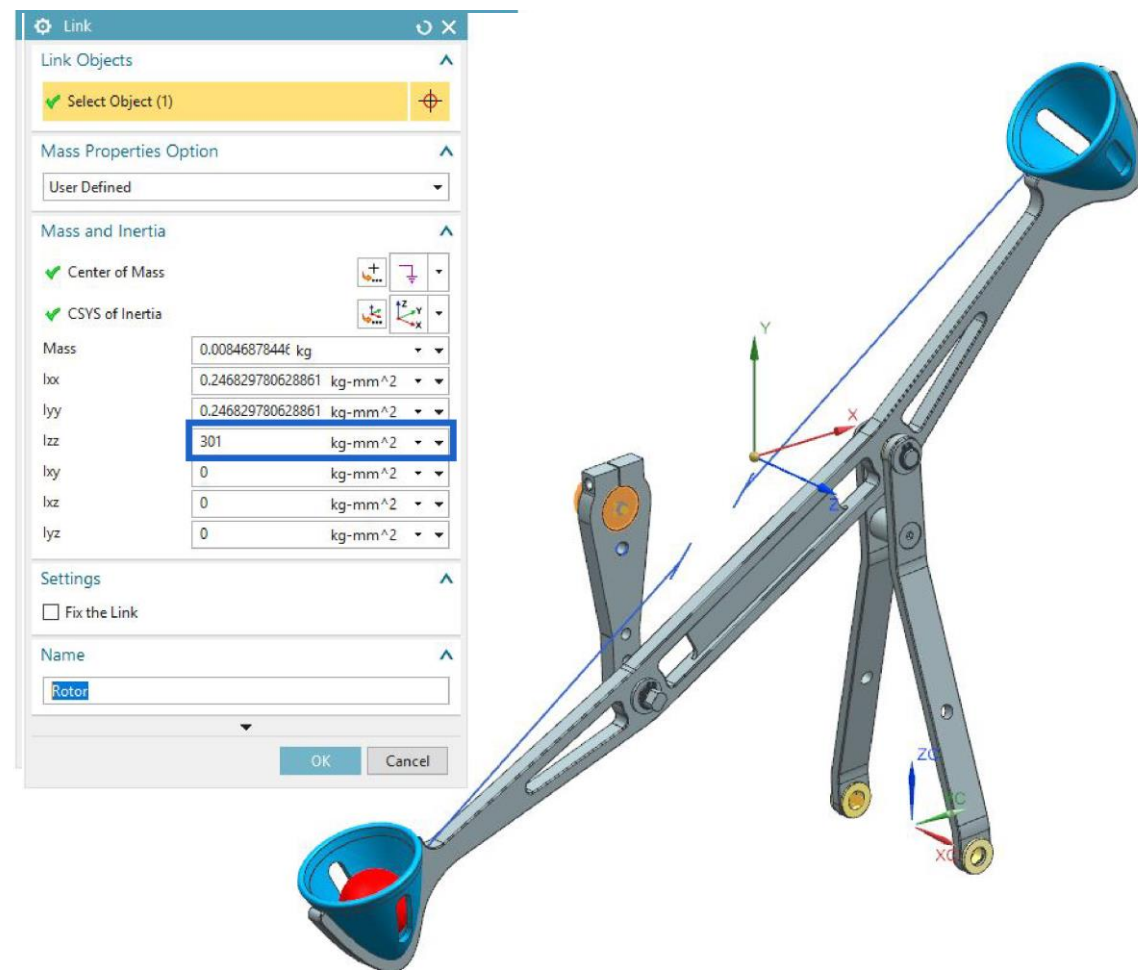 Link
Link Objects
Select Object (1)
Mass Properties Option
User Defined
Mass and Inertia
Center of Mass
CSYS of Inertia
Mass 0.0084687844 kg
Ixx 0.246829780628861 kg-mm^2
Iyy 0.246829780628861 kg-mm^2
Izz 301 kg-mm^2
Ixy 0 kg-mm^2
Ixz 0 kg-mm^2
Iyz 0 kg-mm^2
Settings
Fix the Link
Name
Rotor
OK Cancel
Y
X
Z
ZC
YC
XC